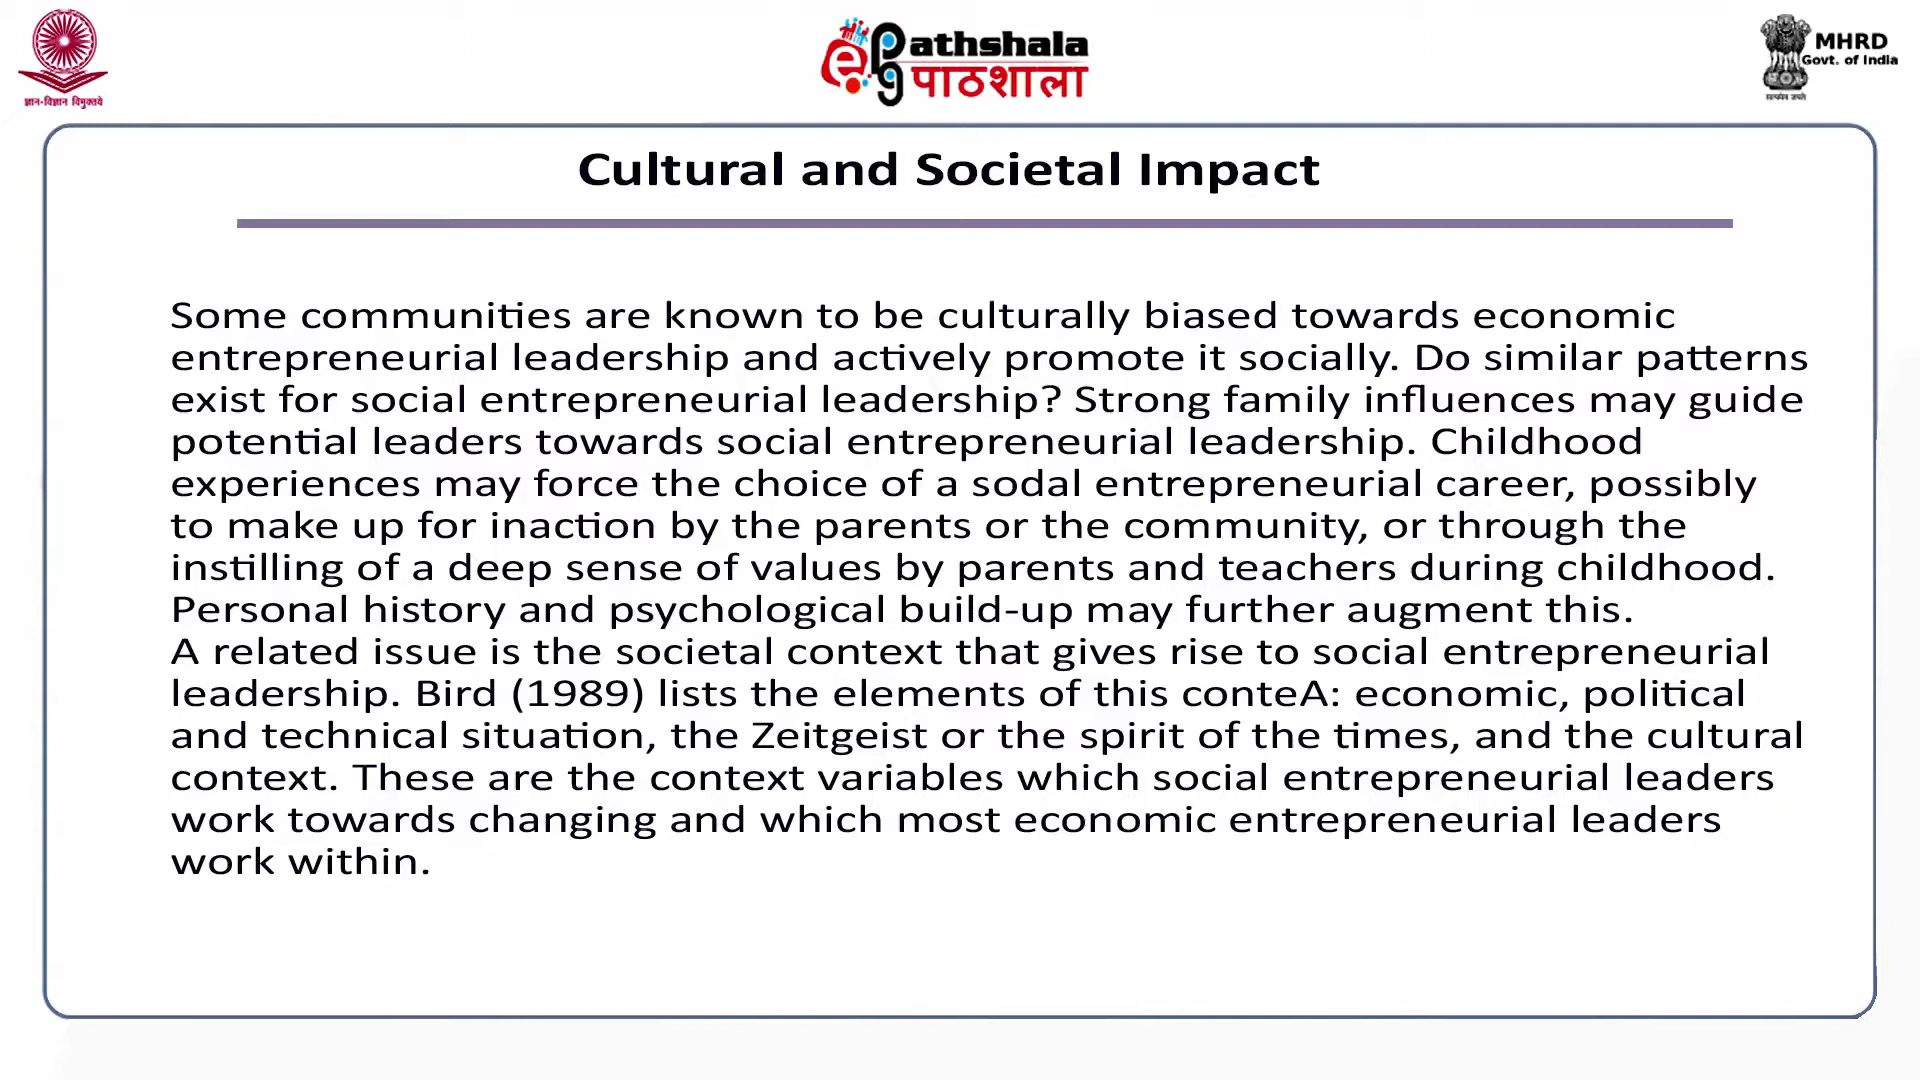 ज्ञान-विज्ञान विमुक्तये
ePg Pathshala
पाठशाला
MHRD
Govt. of India
सत्यमेव जयते
Cultural and Societal Impact
Some communities are known to be culturally biased towards economic
entrepreneurial leadership and actively promote it socially. Do similar patterns
exist for social entrepreneurial leadership? Strong family influences may guide
potential leaders towards social entrepreneurial leadership. Childhood
experiences may force the choice of a sodal entrepreneurial career, possibly
to make up for inaction by the parents or the community, or through the
instilling of a deep sense of values by parents and teachers during childhood.
Personal history and psychological build-up may further augment this.
A related issue is the societal context that gives rise to social entrepreneurial
leadership. Bird (1989) lists the elements of this conteA: economic, political
and technical situation, the Zeitgeist or the spirit of the times, and the cultural
context. These are the context variables which social entrepreneurial leaders
work towards changing and which most economic entrepreneurial leaders
work within.